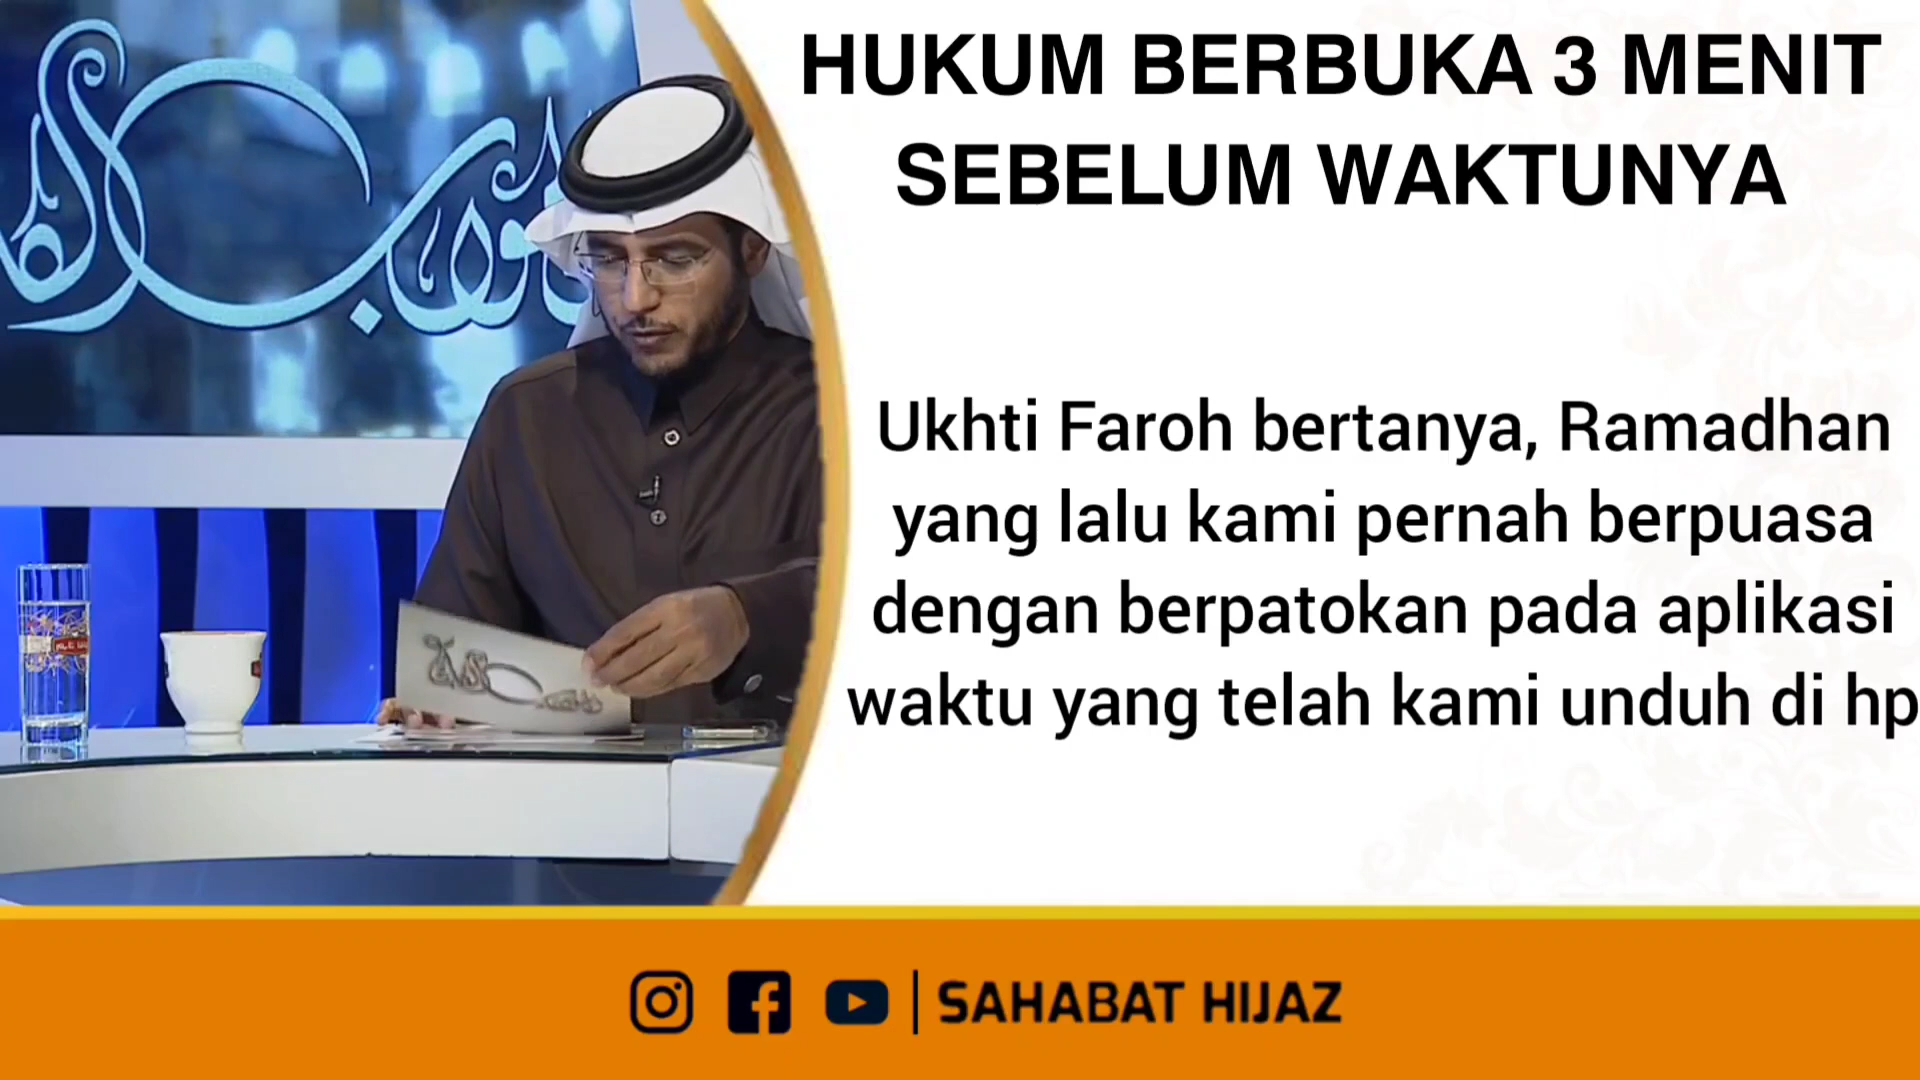 HUKUM BERBUKA 3 MENIT
SEBELUM WAKTUNYA
Ukhti Faroh bertanya, Ramadhan
yang lalu kami pernah berpuasa
dengan berpatokan pada aplikasi
waktu yang telah kami unduh di hp
SAHABAT HIJAZ